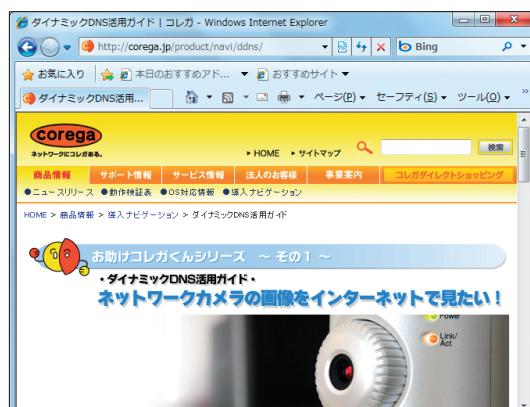 ダイナミックDNS活用ガイド | コレガ - Windows Internet Explorer
http://corega.jp/product/navi/ddns/
Bing
お気に入り
本日のおすすめアド...
おすすめサイト
ダイナミックDNS活用...
ページ(P)
セーフティ(S)
ツール(O)
corega
ネットワークにコレがある。
HOME
サイトマップ
検索
商品情報
サポート情報
サービス情報
法人のお客様
事業案内
コレガダイレクトショッピング
●ニュースリリース ●動作検証表 ●OS対応情報 ●導入ナビゲーション
HOME > 商品情報 > 導入ナビゲーション > ダイナミックDNS活用ガイド
お助けコレガくんシリーズ ～ その1 ～
・ダイナミックDNS活用ガイド・
ネットワークカメラの画像をインターネットで見たい!
Power
Link/
Act